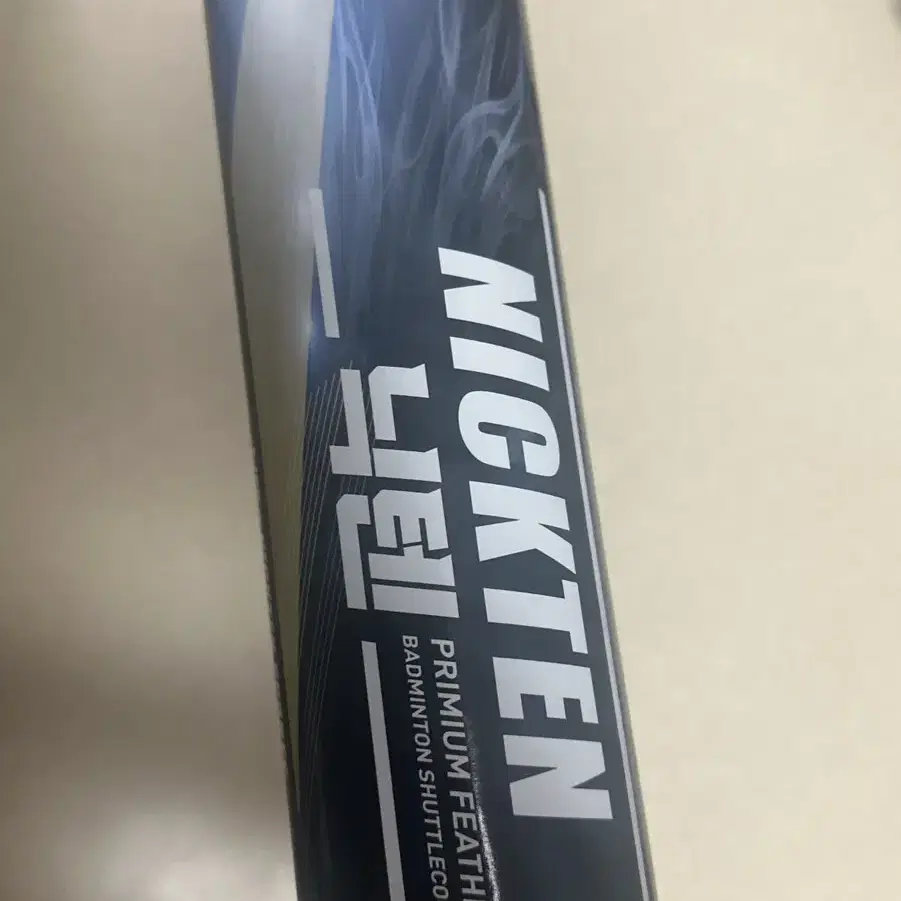 NICKTEN
닉텐
PRIMIUM FEATH
BADMINTON SHUTTLECO